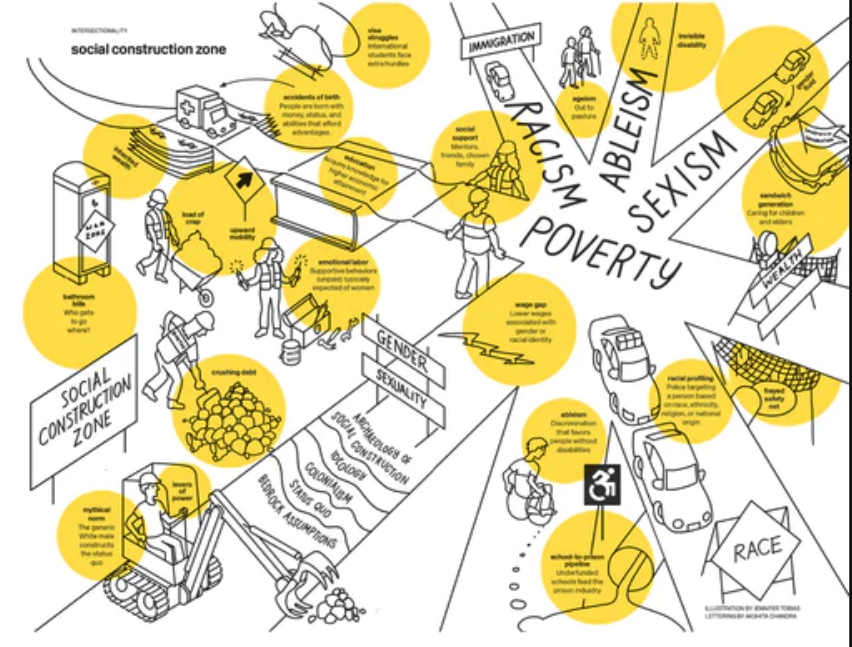 INTERSECTIONALITY
social construction zone
visa
struggles
International
students face
extra hurdles
accidents of birth
People are born with
money, status, and
abilities that afford
advantages.
inherited
wealth
education
Acquire knowledge for
higher economic
attainment
social
support
Mentors,
friends, chosen
family
IMMIGRATION
ageism
Out to
pasture
invisible
disability
gender
fluid
RACISM
ABLEISM
SEXISM
POVERTY
sandwich
generation
Caring for children
and elders
WEALTH
load of
crap
upward
mobility
WAR
ZONE
bathroom
bills
Who gets
to go
where?
emotional labor
Supportive behaviors
(unpaid) typically
expected of women
wage gap
Lower wages
associated with
gender or
racial identity
GENDER
SEXUALITY
SOCIAL
CONSTRUCTION
ZONE
crushing debt
ARCHAEOLOGY OF
SOCIAL CONSTRUCTION
IDEOLOGY
COLONIALISM
STATUS QUO
BEDROCK ASSUMPTIONS
racial profiling
Police targeting
a person based
on race, ethnicity,
religion, or national
origin
frayed
safety
net
ableism
Discrimination
that favors
people without
disabilities
levers
of
power
mythical
norm
The generic
White male
constructs
the status
quo
school-to-prison
pipeline
Underfunded
schools feed the
prison industry
RACE
ILLUSTRATION BY JENNIFER TOBIAS
LETTERING BY AKSHITA CHANDRA